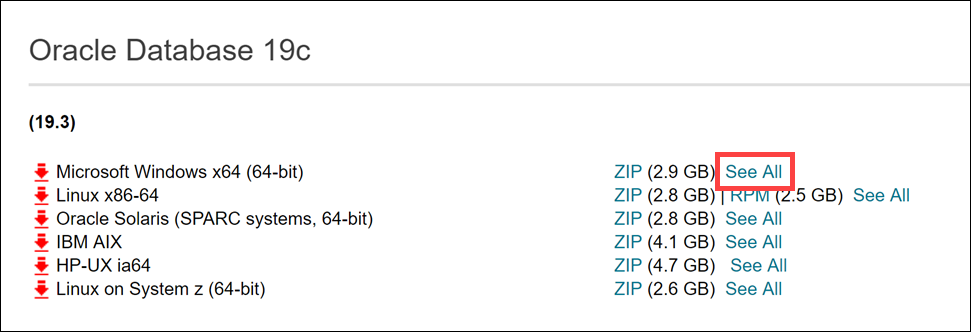 Oracle Database 19c
(19.3)
Microsoft Windows x64 (64-bit) ZIP (2.9 GB) See All
Linux x86-64 ZIP (2.8 GB) | RPM (2.5 GB) See All
Oracle Solaris (SPARC systems, 64-bit) ZIP (2.8 GB) See All
IBM AIX ZIP (4.1 GB) See All
HP-UX ia64 ZIP (4.7 GB) See All
Linux on System z (64-bit) ZIP (2.6 GB) See All